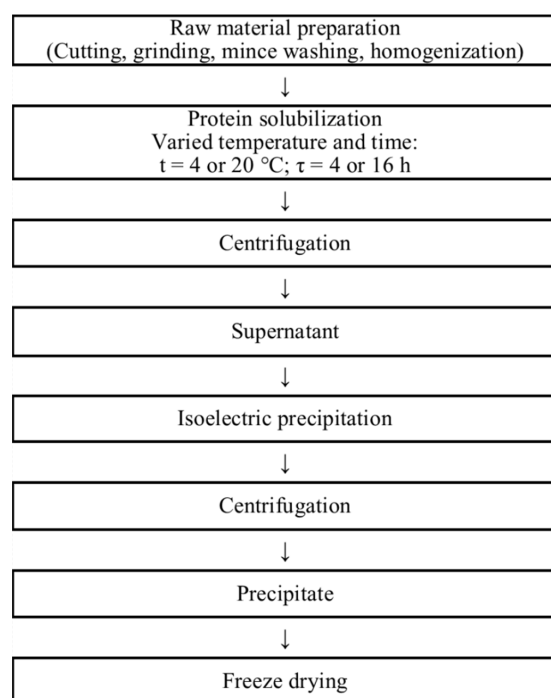 Raw material preparation
(Cutting, grinding, mince washing, homogenization)
↓
Protein solubilization
Varied temperature and time:
t = 4 or 20 °C; τ = 4 or 16 h
↓
Centrifugation
↓
Supernatant
↓
Isoelectric precipitation
↓
Centrifugation
↓
Precipitate
↓
Freeze drying